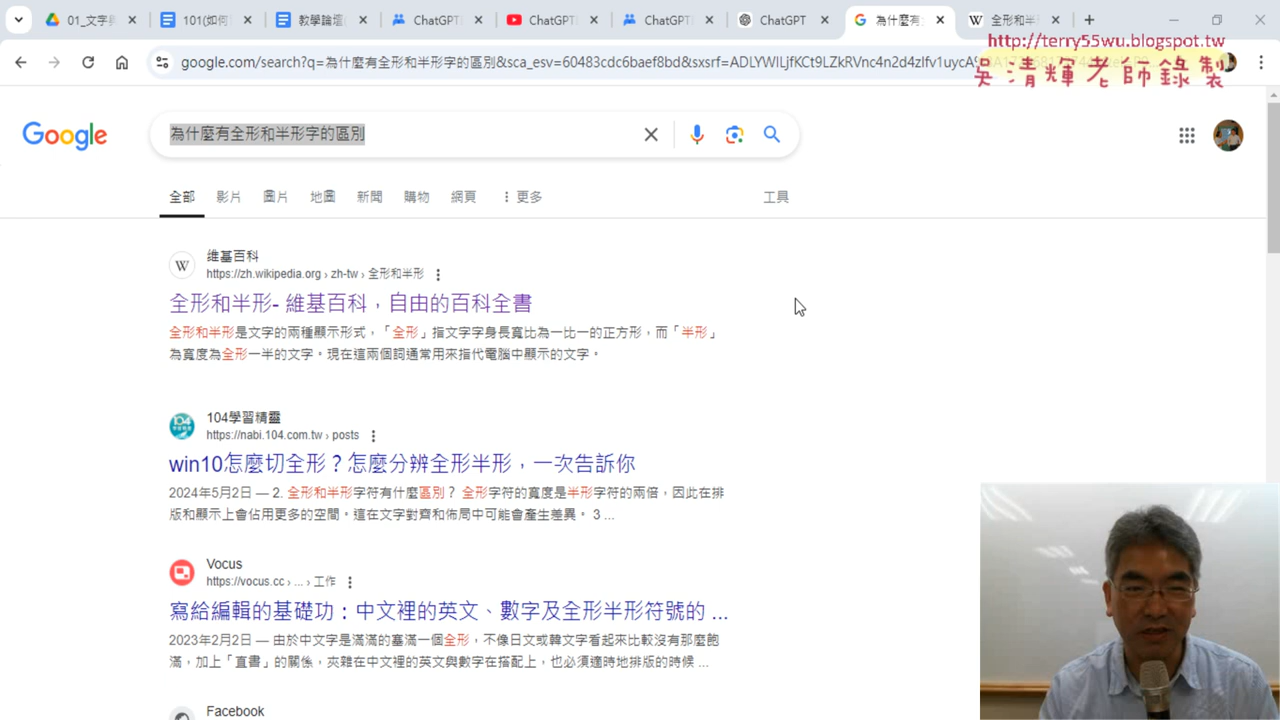 01_文字與
101(如何
教學論壇
ChatGPT
ChatGPT
ChatGPT
ChatGPT
為什麼有
全形和半
http://terry55wu.blogspot.tw
google.com/search?q=為什麼有全形和半形字的區別&sca_esv=60483cdc6baef8bd&sxsrf=ADLYWILjfKCt9LZkRVnc4n2d4zlfv1uycA
吳清輝老師錄製
Google
為什麼有全形和半形字的區別
全部 影片 圖片 地圖 新聞 購物 網頁 更多 工具
W
維基百科
https://zh.wikipedia.org › zh-tw › 全形和半形
全形和半形- 維基百科，自由的百科全書
全形和半形是文字的兩種顯示形式，「全形」指文字字身長寬比為一比一的正方形，而「半形」
為寬度為全形一半的文字。現在這兩個詞通常用來指代電腦中顯示的文字。
104
104學習精靈
https://nabi.104.com.tw › posts
win10怎麼切全形？怎麼分辨全形半形，一次告訴你
2024年5月2日 — 2. 全形和半形字符有什麼區別？ 全形字符的寬度是半形字符的兩倍，因此在排
版和顯示上會佔用更多的空間。這在文字對齊和佈局中可能會產生差異。 3 ...
Vocus
https://vocus.cc › ... › 工作
寫給編輯的基礎功：中文裡的英文、數字及全形半形符號的 ...
2023年2月2日 — 由於中文字是滿滿的塞滿一個全形，不像日文或韓文字看起來比較沒有那麼飽
滿，加上「直書」的關係，夾雜在中文裡的英文與數字在搭配上，也必須適時地排版的時候 ...
Facebook